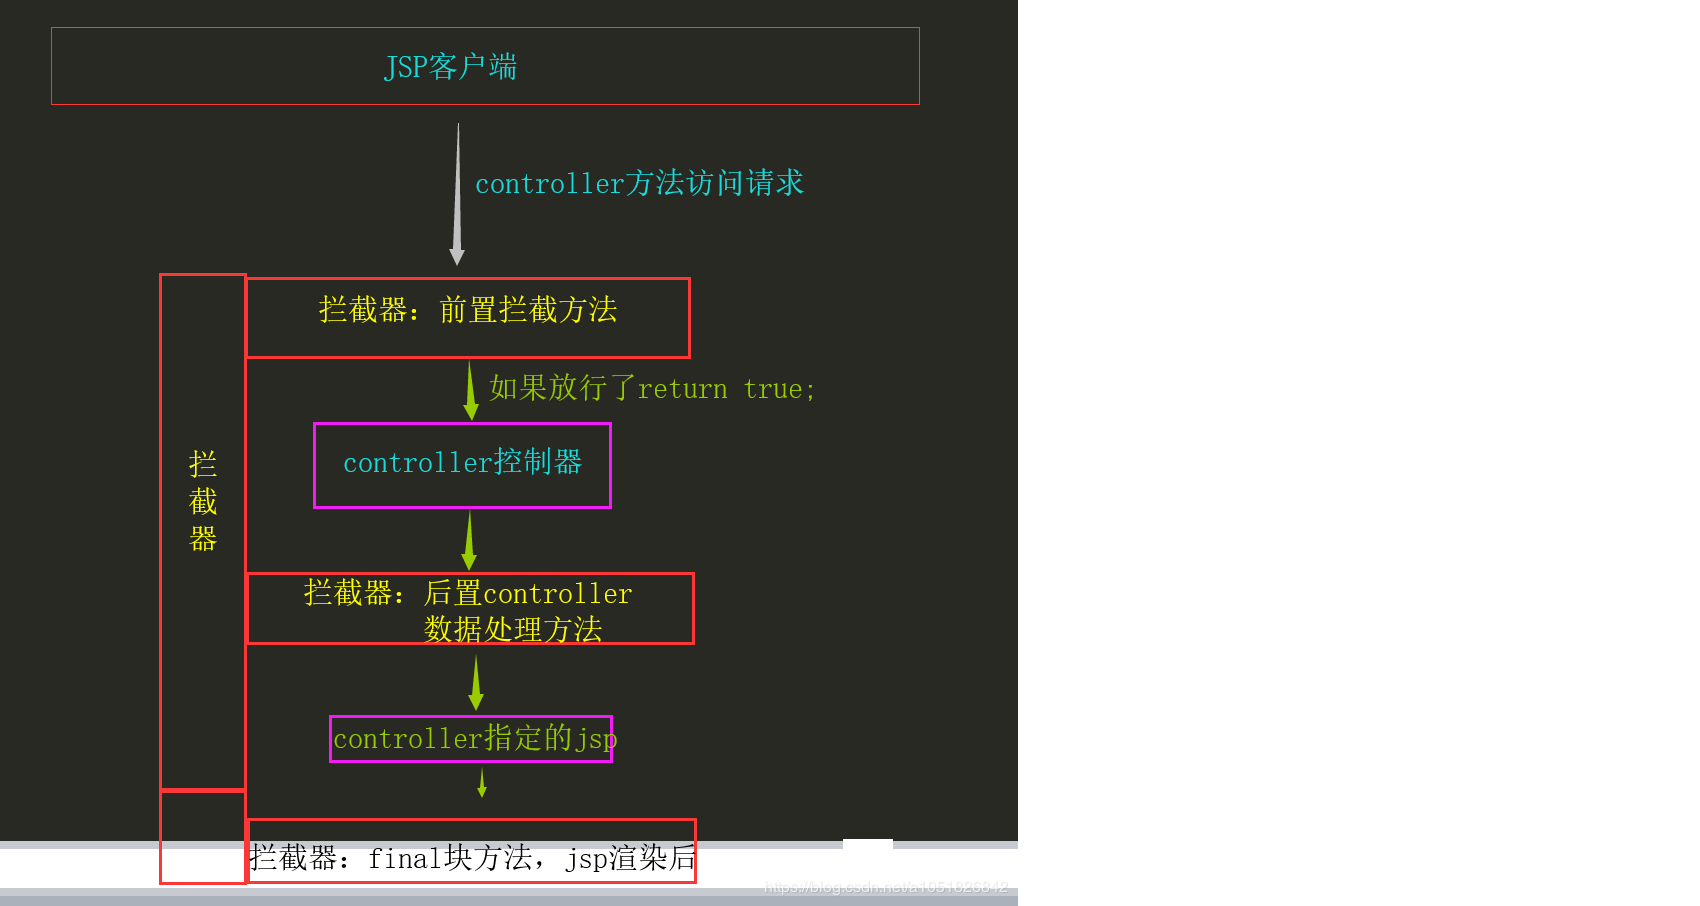 JSP客户端
controller方法访问请求
拦截器：前置拦截方法
如果放行了return true;
controller控制器
拦
截
器
拦截器：后置controller
数据处理方法
controller指定的jsp
拦截器：final块方法，jsp渲染后
https://blog.csdn.net/a1051826342